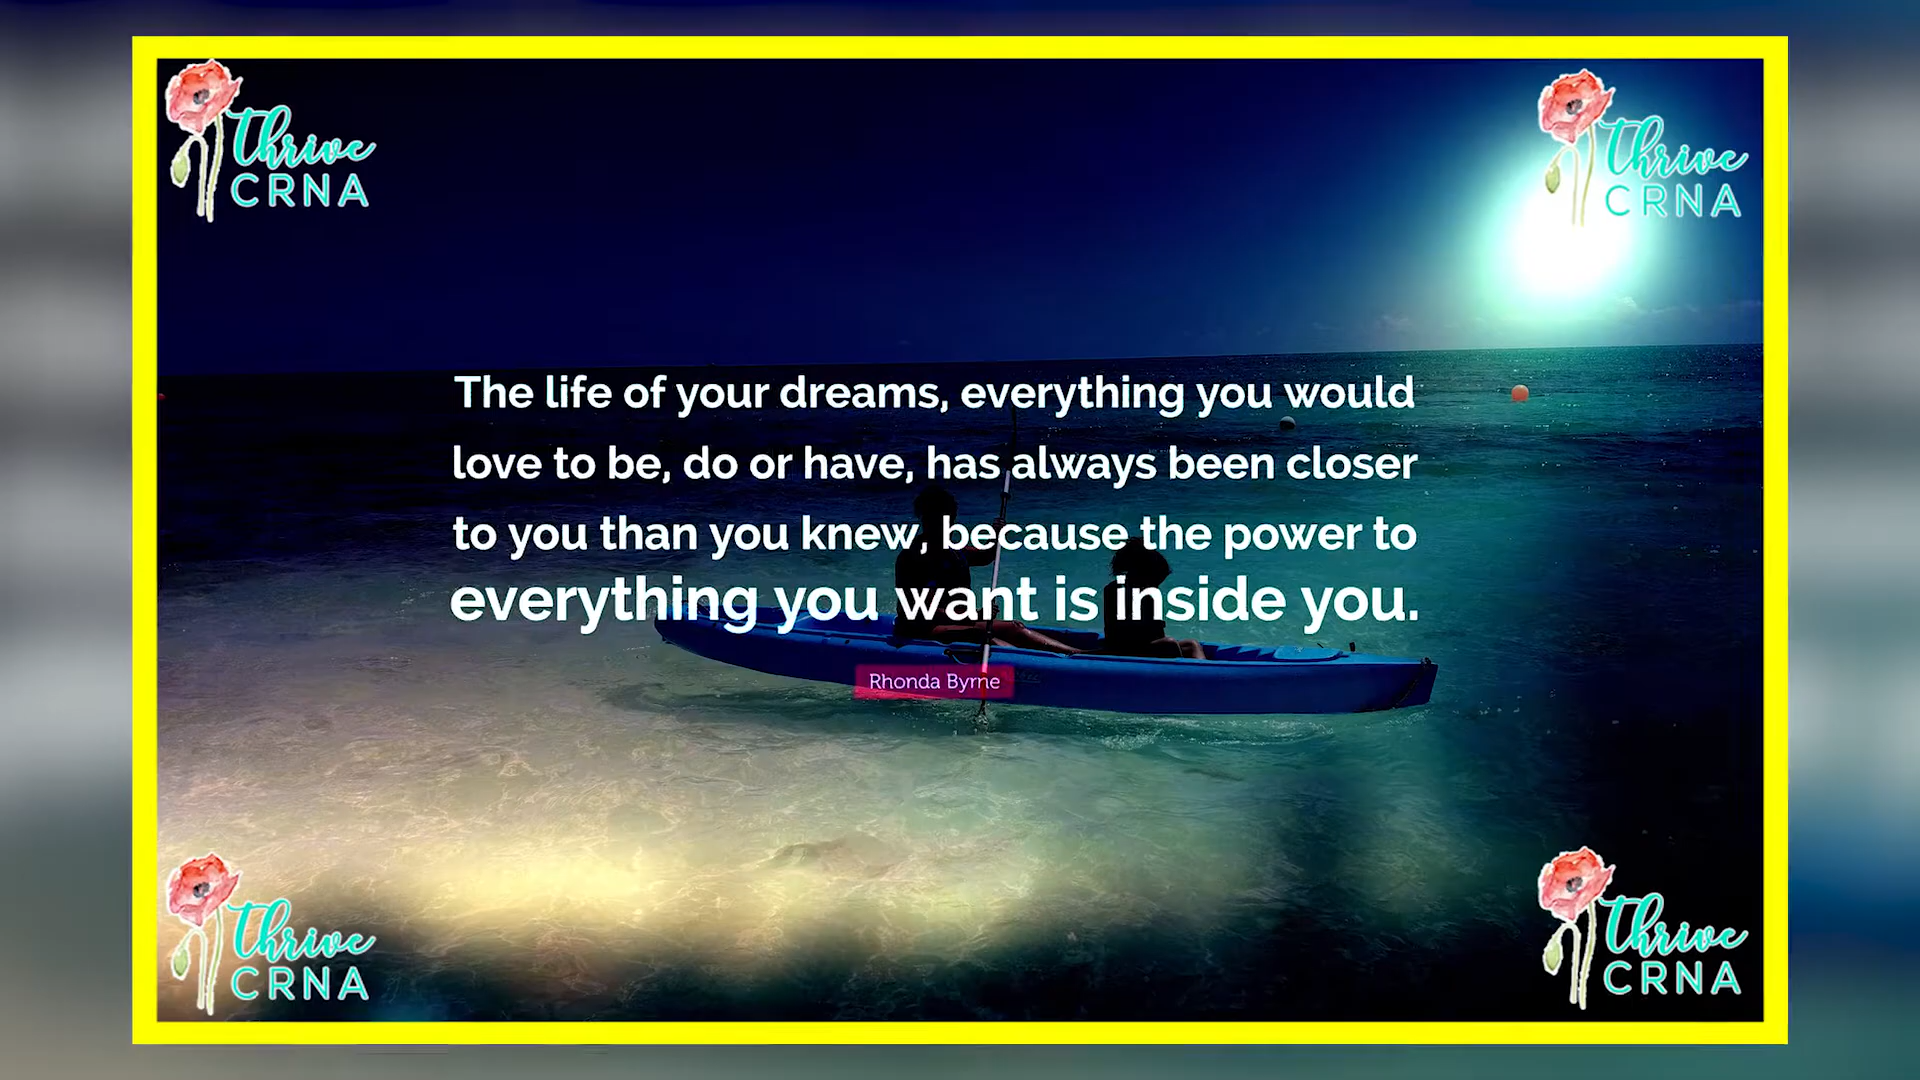 Thrive
CRNA
Thrive
CRNA
The life of your dreams, everything you would
love to be, do or have, has always been closer
to you than you knew, because the power to
everything you want is inside you.
Rhonda Byrne
Thrive
CRNA
Thrive
CRNA